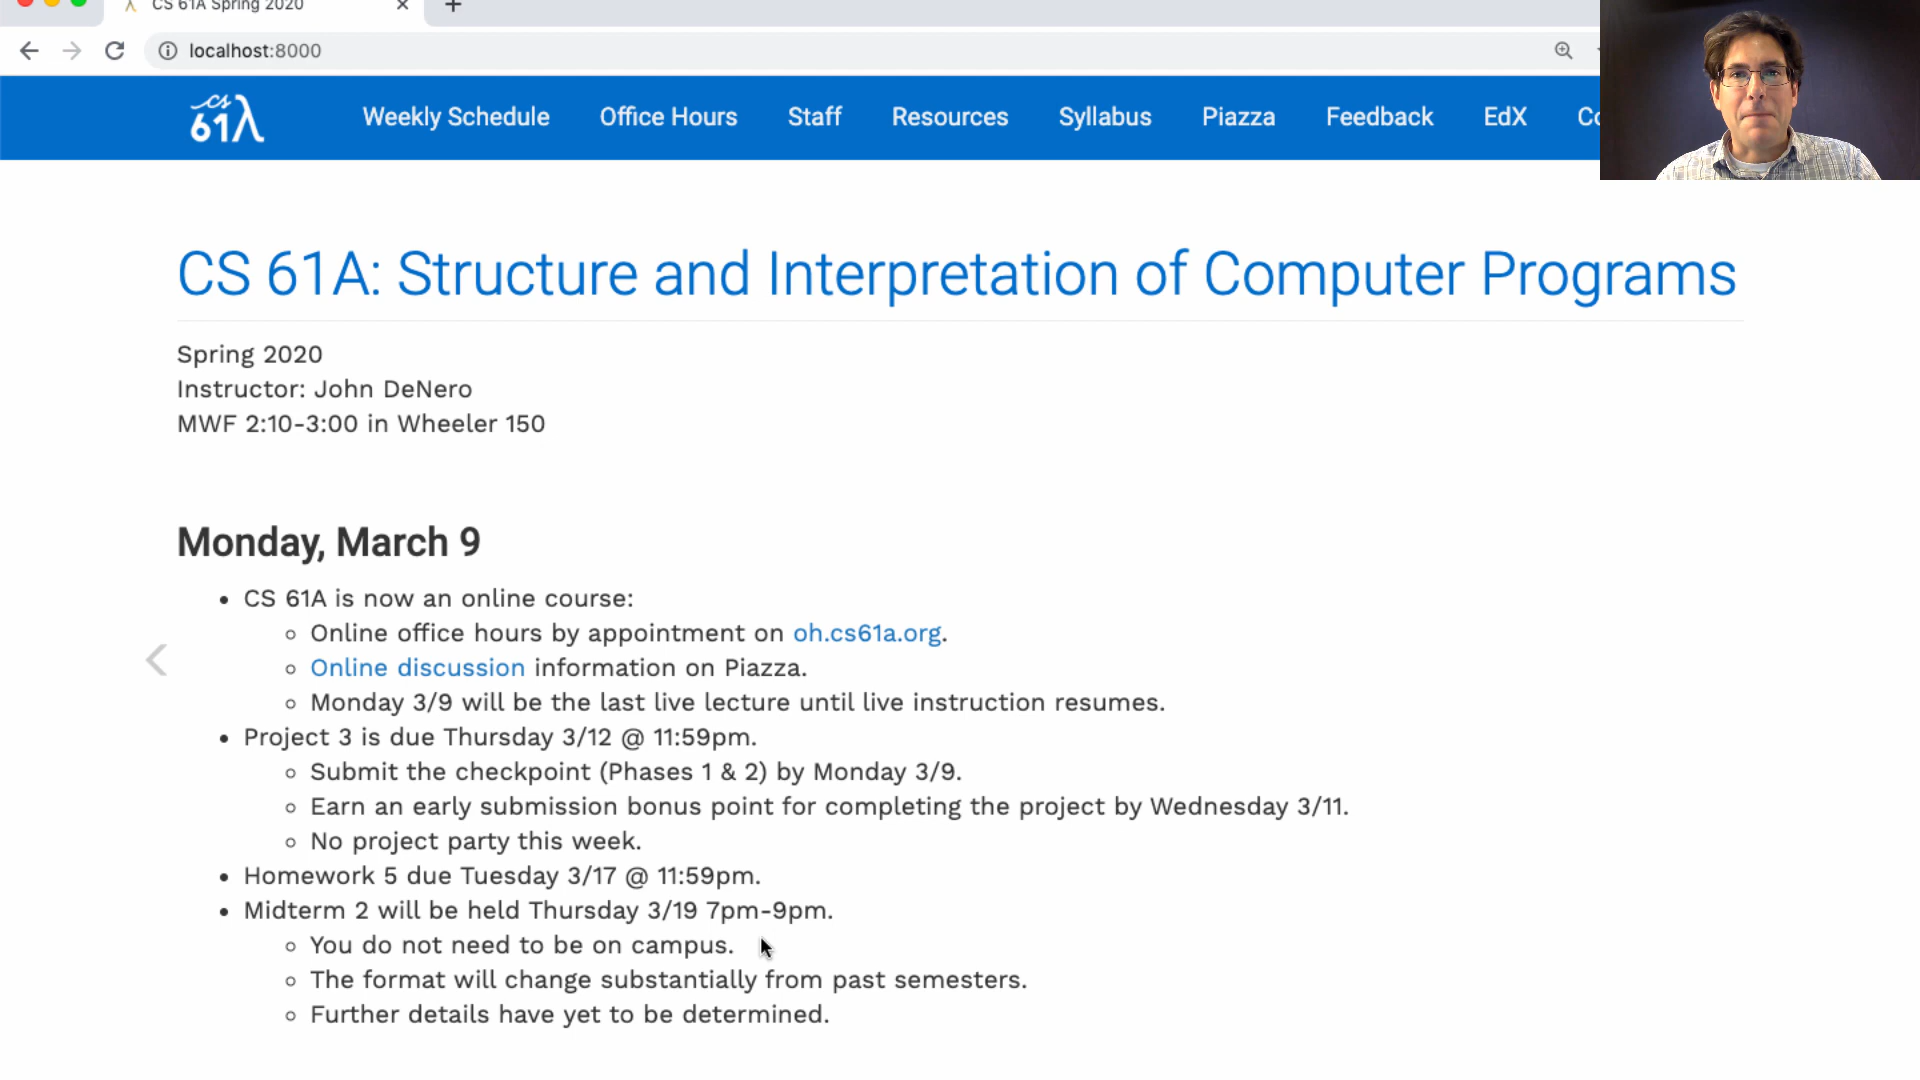 CS 61A Spring 2020
localhost:8000
cs 61λ
Weekly Schedule Office Hours Staff Resources Syllabus Piazza Feedback EdX
CS 61A: Structure and Interpretation of Computer Programs
Spring 2020
Instructor: John DeNero
MWF 2:10-3:00 in Wheeler 150
Monday, March 9
CS 61A is now an online course:
Online office hours by appointment on oh.cs61a.org.
Online discussion information on Piazza.
Monday 3/9 will be the last live lecture until live instruction resumes.
Project 3 is due Thursday 3/12 @ 11:59pm.
Submit the checkpoint (Phases 1 & 2) by Monday 3/9.
Earn an early submission bonus point for completing the project by Wednesday 3/11.
No project party this week.
Homework 5 due Tuesday 3/17 @ 11:59pm.
Midterm 2 will be held Thursday 3/19 7pm-9pm.
You do not need to be on campus.
The format will change substantially from past semesters.
Further details have yet to be determined.